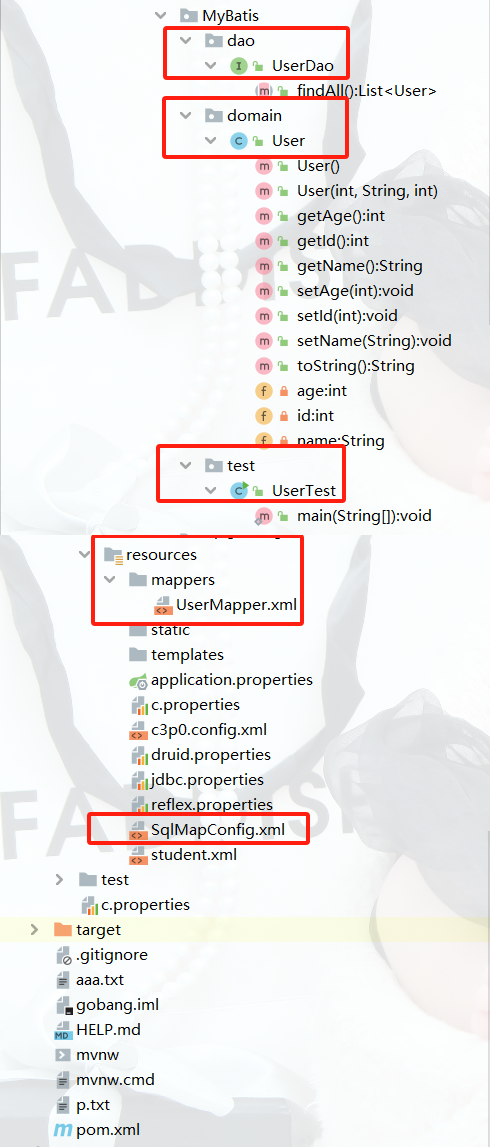 MyBatis
dao
I UserDao
m findAll():List<User>
domain
C User
m User()
m User(int, String, int)
m getAge():int
m getId():int
m getName():String
m setAge(int):void
m setId(int):void
m setName(String):void
m toString():String
f age:int
f id:int
f name:String
test
C UserTest
m main(String[]):void
resources
mappers
UserMapper.xml
static
templates
application.properties
c.properties
c3p0.config.xml
druid.properties
jdbc.properties
reflex.properties
SqlMapConfig.xml
student.xml
test
c.properties
target
.gitignore
aaa.txt
gobang.iml
MD HELP.md
mvnw
mvnw.cmd
p.txt
m pom.xml